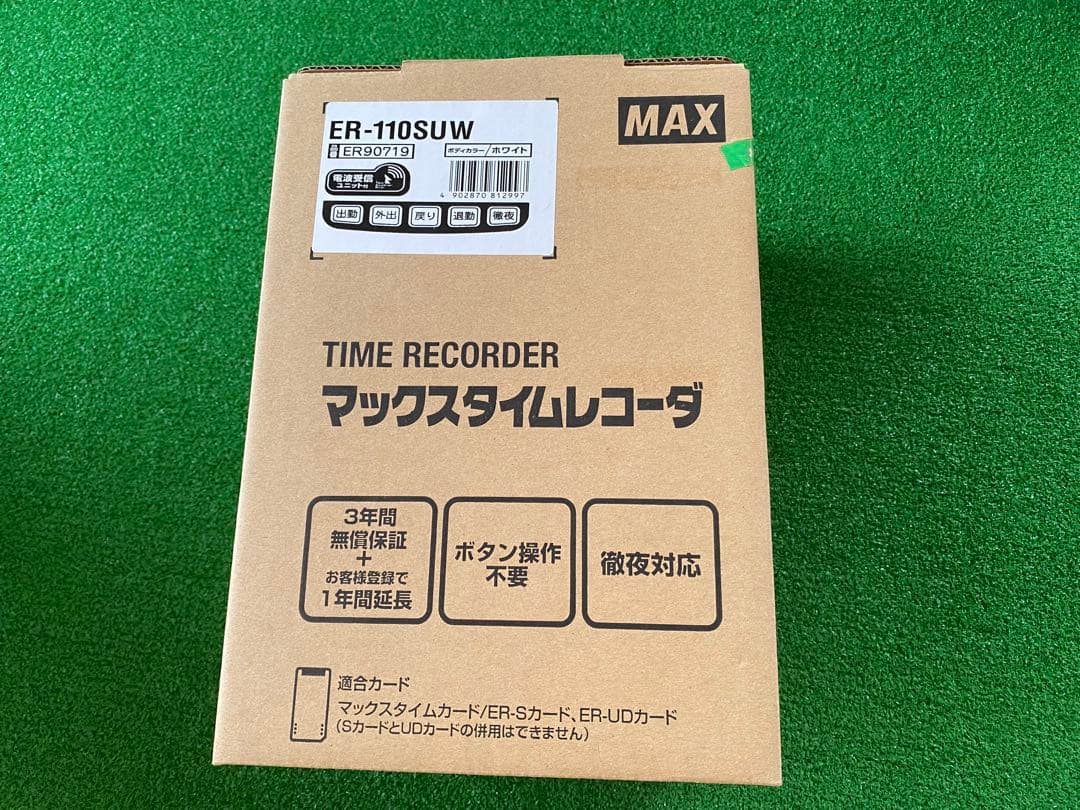 MAX
ER-110SUW
品番 ER90719
ボディカラー/ホワイト
電波受信
ユニット付
4 902870 812997
出勤 外出 戻り 退勤 徹夜
TIME RECORDER
マックスタイムレコーダ
3年間
無償保証
+
お客様登録で
1年間延長
ボタン操作
不要
徹夜対応
適合カード
マックスタイムカード/ER-Sカード、ER-UDカード
(SカードとUDカードの併用はできません)